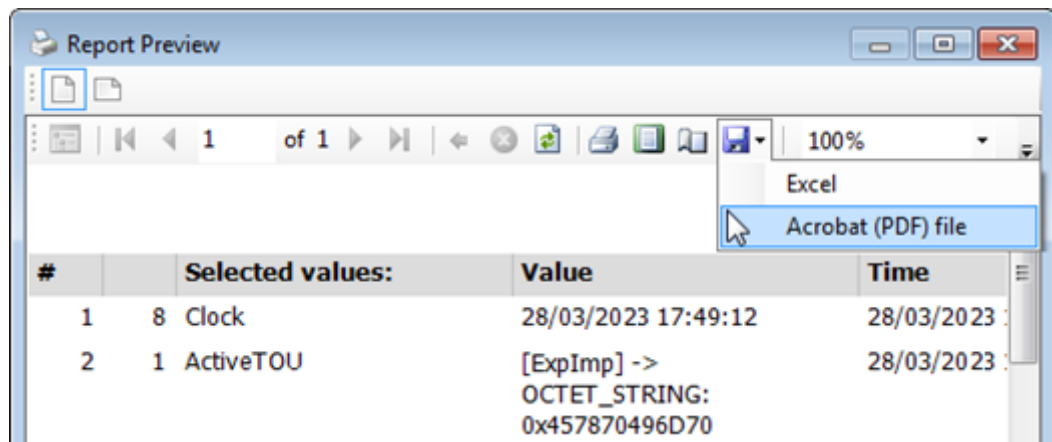 Report Preview
1 of 1 100%
Excel
Acrobat (PDF) file
# Selected values: Value Time
1 8 Clock 28/03/2023 17:49:12 28/03/2023
2 1 ActiveTOU [ExpImp] -> 28/03/2023
OCTET_STRING:
0x457870496D70